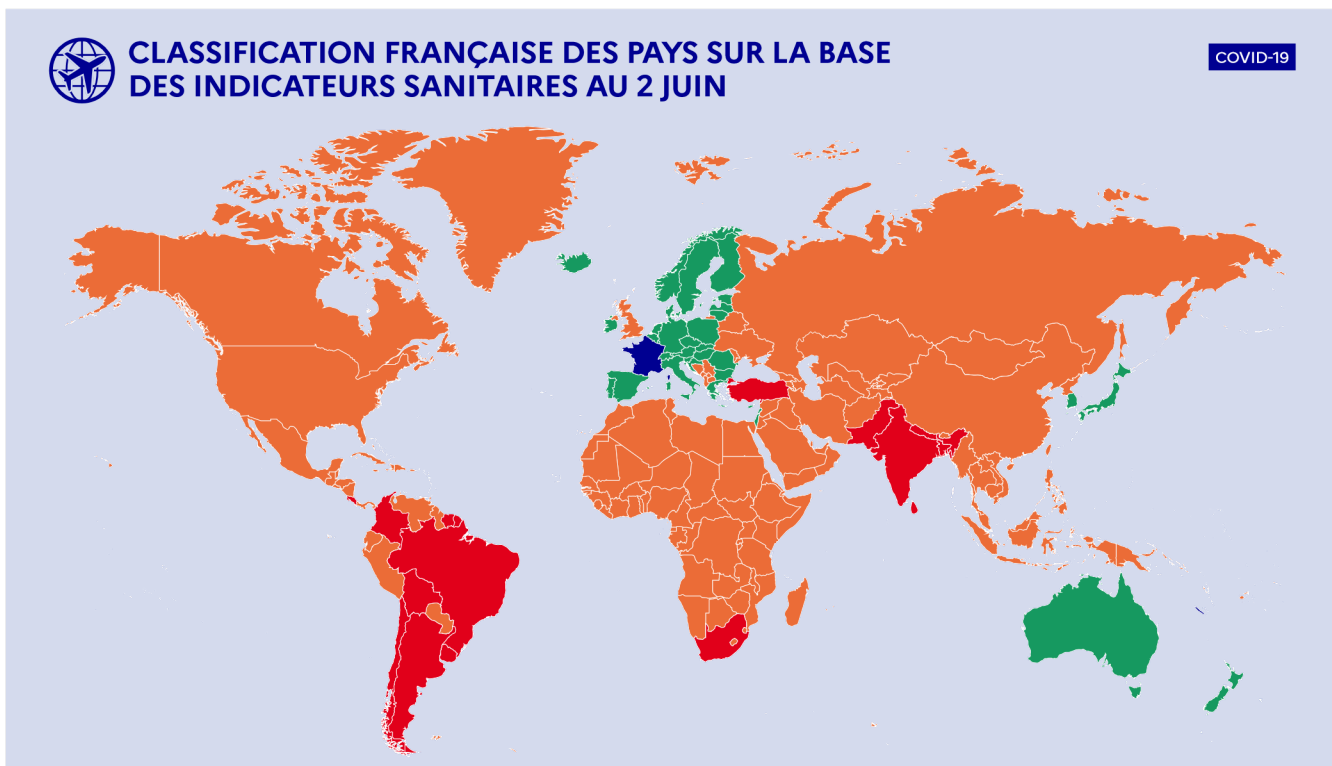 CLASSIFICATION FRANÇAISE DES PAYS SUR LA BASE
DES INDICATEURS SANITAIRES AU 2 JUIN
COVID-19